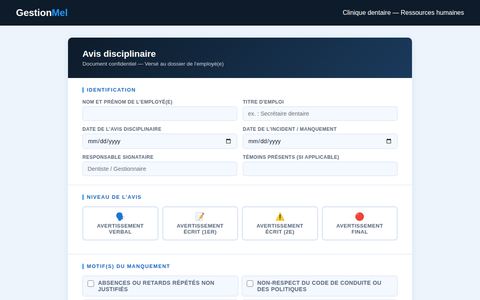 GestionMel
Clinique dentaire — Ressources humaines
Avis disciplinaire
Document confidentiel — Versé au dossier de l'employé(e)
IDENTIFICATION
NOM ET PRÉNOM DE L'EMPLOYÉ(E)
TITRE D'EMPLOI
ex. : Secrétaire dentaire
DATE DE L'AVIS DISCIPLINAIRE
DATE DE L'INCIDENT / MANQUEMENT
mm/dd/yyyy
mm/dd/yyyy
RESPONSABLE SIGNATAIRE
TÉMOINS PRÉSENTS (SI APPLICABLE)
Dentiste / Gestionnaire
NIVEAU DE L'AVIS
AVERTISSEMENT
VERBAL
AVERTISSEMENT
ÉCRIT (1ER)
AVERTISSEMENT
ÉCRIT (2E)
AVERTISSEMENT
FINAL
MOTIF(S) DU MANQUEMENT
ABSENCES OU RETARDS RÉPÉTÉS NON
JUSTIFIÉS
NON-RESPECT DU CODE DE CONDUITE OU
DES POLITIQUES